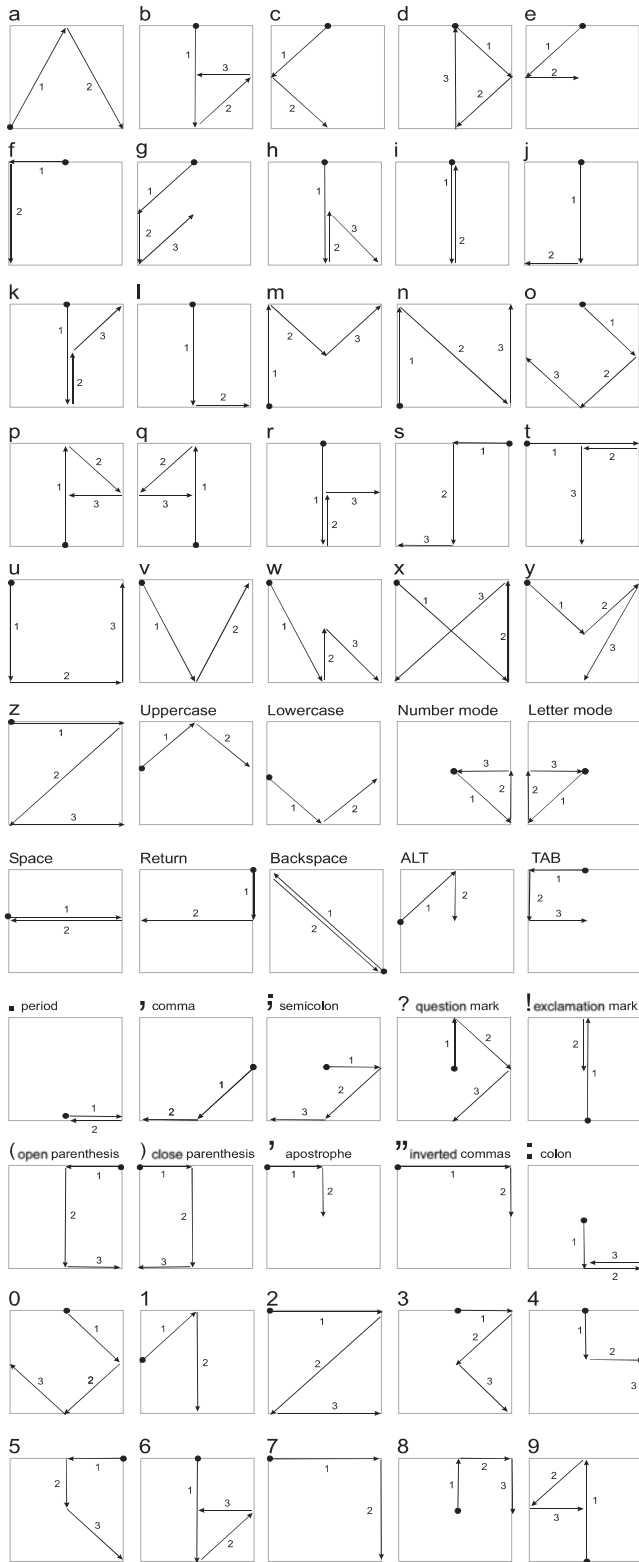 a b c d e
1 2 1 2 3 1 2 1 2 3 1 2
f g h i j
1 2 1 2 3 1 2 3 1 2 1 2
k l m n o
1 2 3 1 2 1 2 3 1 2 3 1 2 3
p q r s t
1 2 3 1 2 3 1 2 3 1 2 3 1 2 3
u v w x y
1 2 3 1 2 1 2 3 1 2 3 1 2 3
z Uppercase Lowercase Number mode Letter mode
1 2 3 1 2 1 2 1 2 3 1 2 3
Space Return Backspace ALT TAB
1 2 1 2 1 2 1 2 1 2 3
. period , comma ; semicolon ? question mark ! exclamation mark
1 2 1 2 1 2 3 1 2 3 1 2
( open parenthesis ) close parenthesis ’ apostrophe ” inverted commas : colon
1 2 3 1 2 3 1 2 1 2 1 2 3
0 1 2 3 4
1 2 3 1 2 1 2 3 1 2 3 1 2 3
5 6 7 8 9
1 2 3 1 2 3 1 2 1 2 3 1 2 3